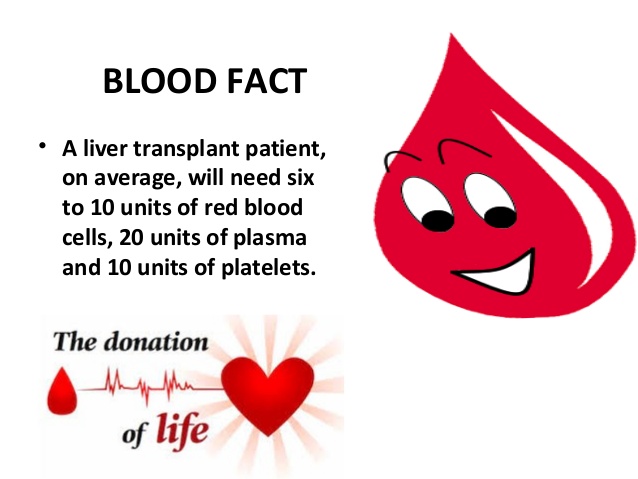 BLOOD FACT
• A liver transplant patient,
on average, will need six
to 10 units of red blood
cells, 20 units of plasma
and 10 units of platelets.
The donation
of life